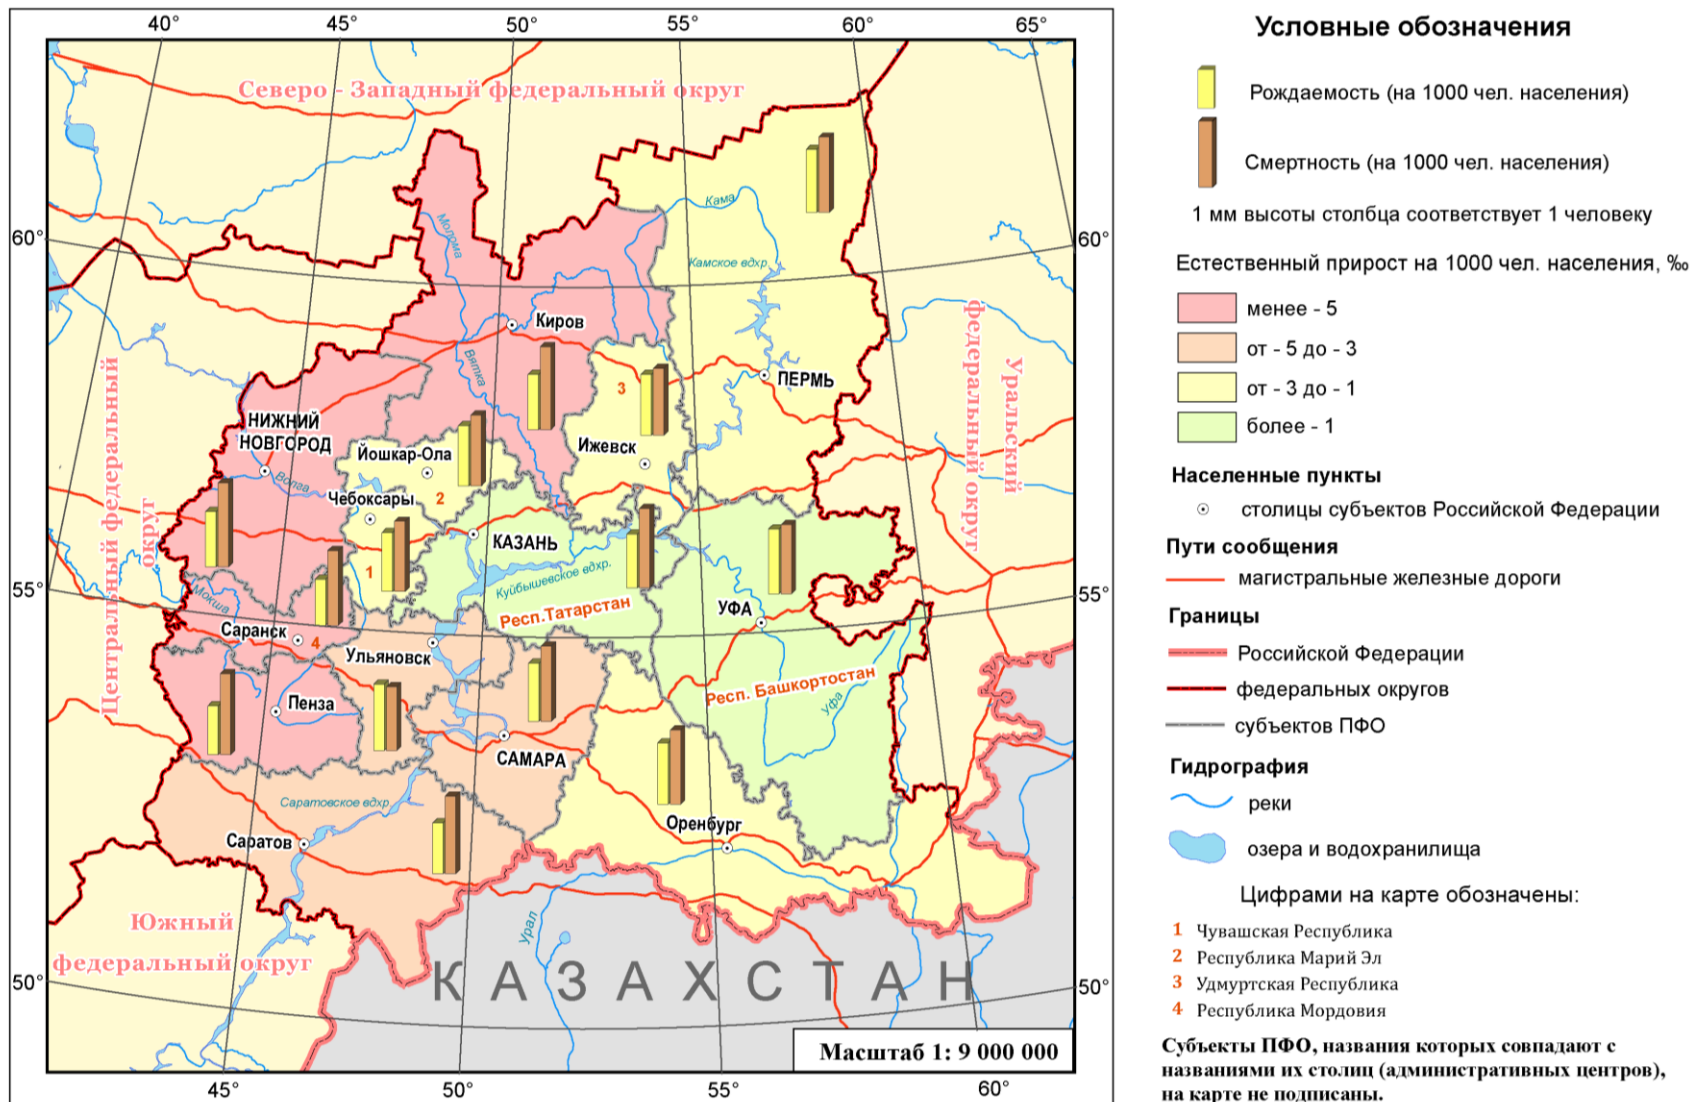 40°
45°
50°
55°
60°
65°
Северо - Западный федеральный округ
60°
60°
Молома
Кама
Камское вдхр.
Киров
Вятка
ПЕРМЬ
3
НИЖНИЙ
НОВГОРОД
Йошкар-Ола
Ижевск
Волга
2
Чебоксары
КАЗАНЬ
1
Куйбышевское вдхр.
Респ.Татарстан
55°
55°
Мокша
УФА
Саранск
4
Ульяновск
Респ. Башкортостан
Уфа
Пенза
САМАРА
Саратовское вдхр.
Саратов
Оренбург
Центральный федеральный
округ
Уральский
федеральный округ
Южный
федеральный округ
Урал
КАЗАХСТАН
50°
50°
Масштаб 1: 9 000 000
45°
50°
55°
60°
Условные обозначения
Рождаемость (на 1000 чел. населения)
Смертность (на 1000 чел. населения)
1 мм высоты столбца соответствует 1 человеку
Естественный прирост на 1000 чел. населения, ‰
менее - 5
от - 5 до - 3
от - 3 до - 1
более - 1
Населенные пункты
столицы субъектов Российской Федерации
Пути сообщения
магистральные железные дороги
Границы
Российской Федерации
федеральных округов
субъектов ПФО
Гидрография
реки
озера и водохранилища
Цифрами на карте обозначены:
1 Чувашская Республика
2 Республика Марий Эл
3 Удмуртская Республика
4 Республика Мордовия
Субъекты ПФО, названия которых совпадают с
названиями их столиц (административных центров),
на карте не подписаны.